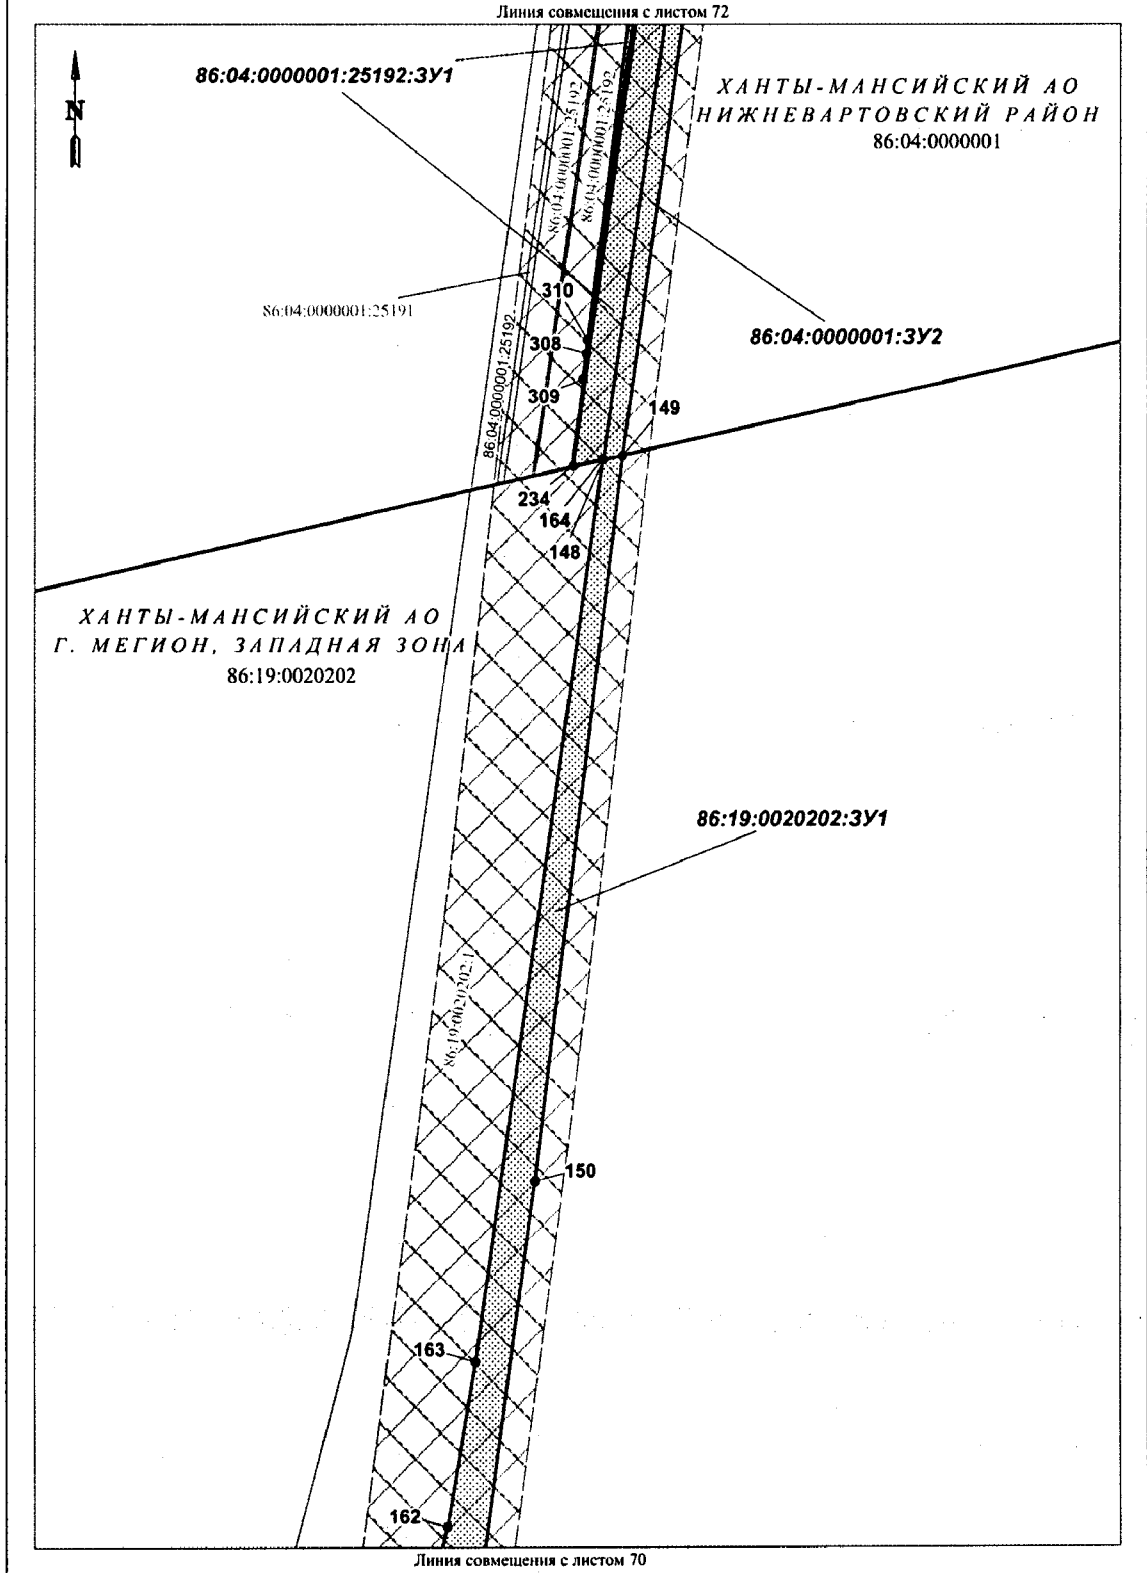 Линия совмещения с листом 72
86:04:0000001:25192:ЗУ1
N
ХАНТЫ-МАНСИЙСКИЙ АО
НИЖНЕВАРТОВСКИЙ РАЙОН
86:04:0000001
86:04:0000001:25192
86:04:0000001:25192
310
86:04:0000001:25191
86:04:0000001:25192
308
86:04:0000001:ЗУ2
309
149
234
164
148
ХАНТЫ-МАНСИЙСКИЙ АО
Г. МЕГИОН, ЗАПАДНАЯ ЗОНА
86:19:0020202
86:19:0020202:ЗУ1
86:19:0020202:1
150
163
162
Линия совмещения с листом 70